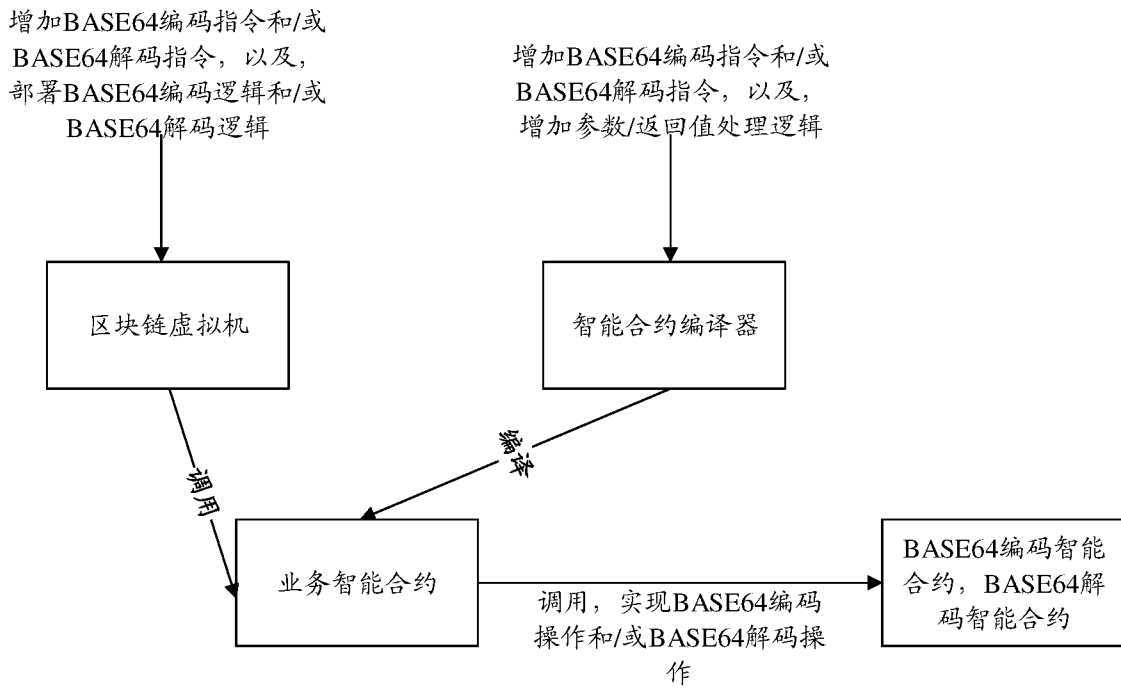 增加BASE64编码指令和/或
BASE64解码指令，以及，
部署BASE64编码逻辑和/或
BASE64解码逻辑
增加BASE64编码指令和/或
BASE64解码指令，以及，
增加参数/返回值处理逻辑
区块链虚拟机
智能合约编译器
调用
编译
业务智能合约
调用，实现BASE64编码
操作和/或BASE64解码操
作
BASE64编码智能
合约，BASE64解
码智能合约